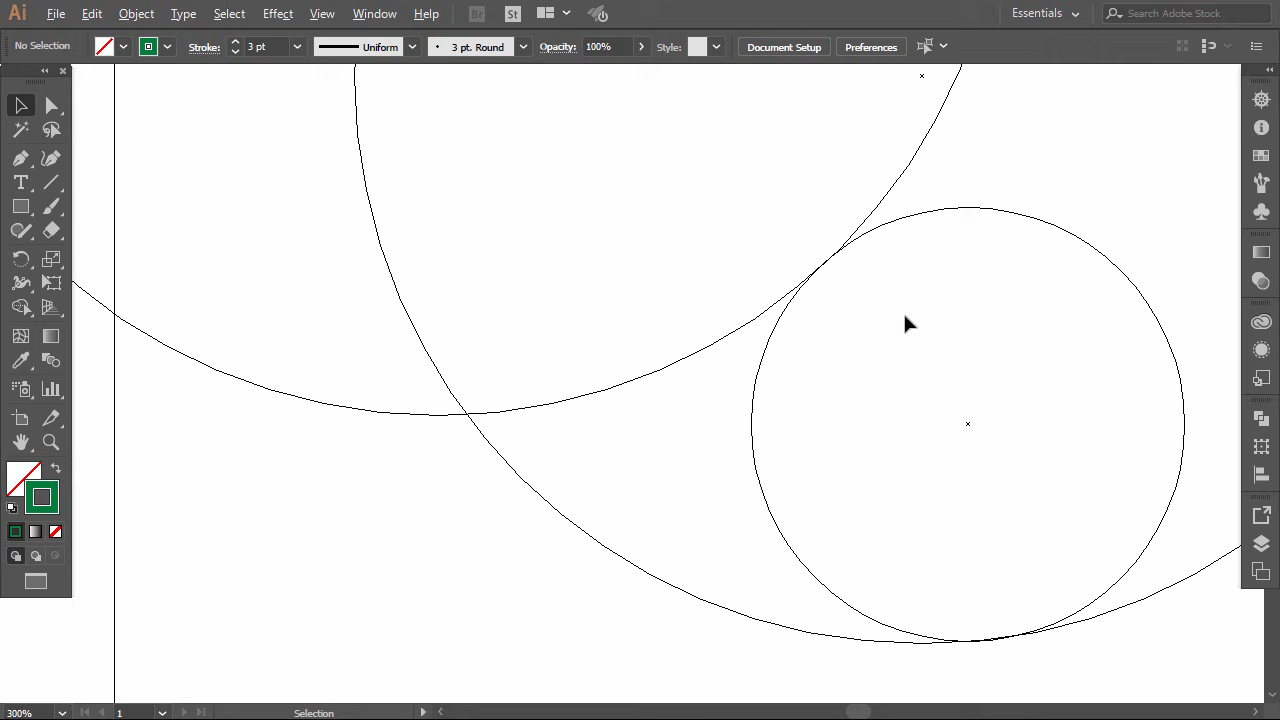 Ai File Edit Object Type Select Effect View Window Help Br St Essentials Search Adobe Stock
No Selection Stroke: 3 pt Uniform 3 pt. Round Opacity: 100% Style: Document Setup Preferences
300% 1 Selection